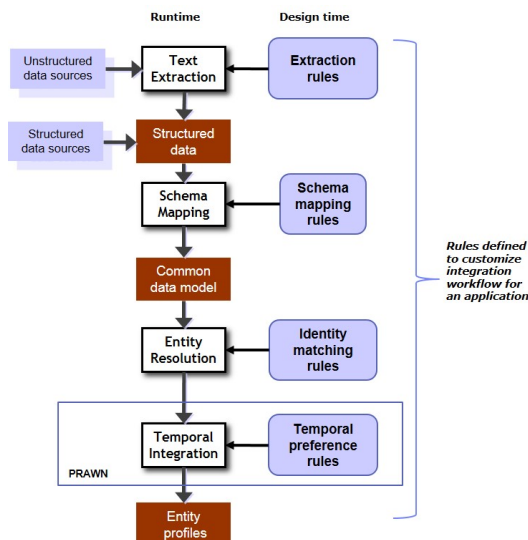 Runtime
Design time
Unstructured
data sources
Text
Extraction
Extraction
rules
Structured
data sources
Structured
data
Schema
Mapping
Schema
mapping
rules
Rules defined
to customize
integration
workflow for
an application
Common
data model
Entity
Resolution
Identity
matching
rules
Temporal
Integration
Temporal
preference
rules
PRAWN
Entity
profiles